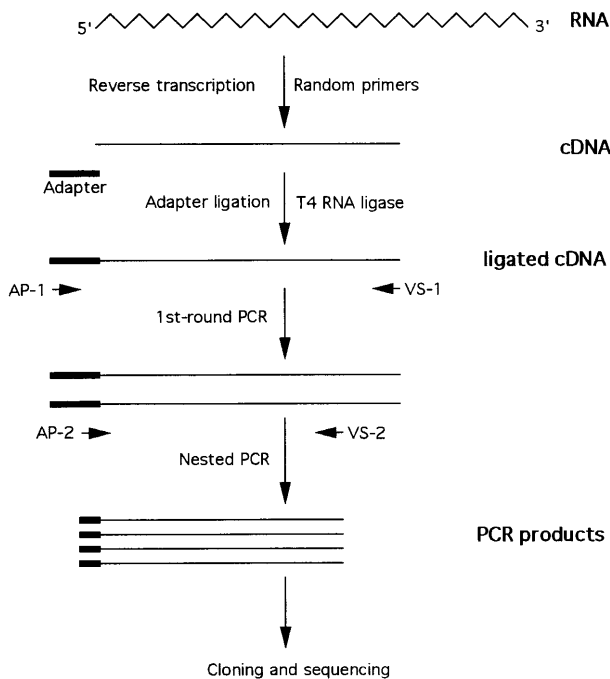 5' 3' RNA
Reverse transcription Random primers
cDNA
Adapter
Adapter ligation T4 RNA ligase
ligated cDNA
AP-1 VS-1
1st-round PCR
AP-2 VS-2
Nested PCR
PCR products
Cloning and sequencing